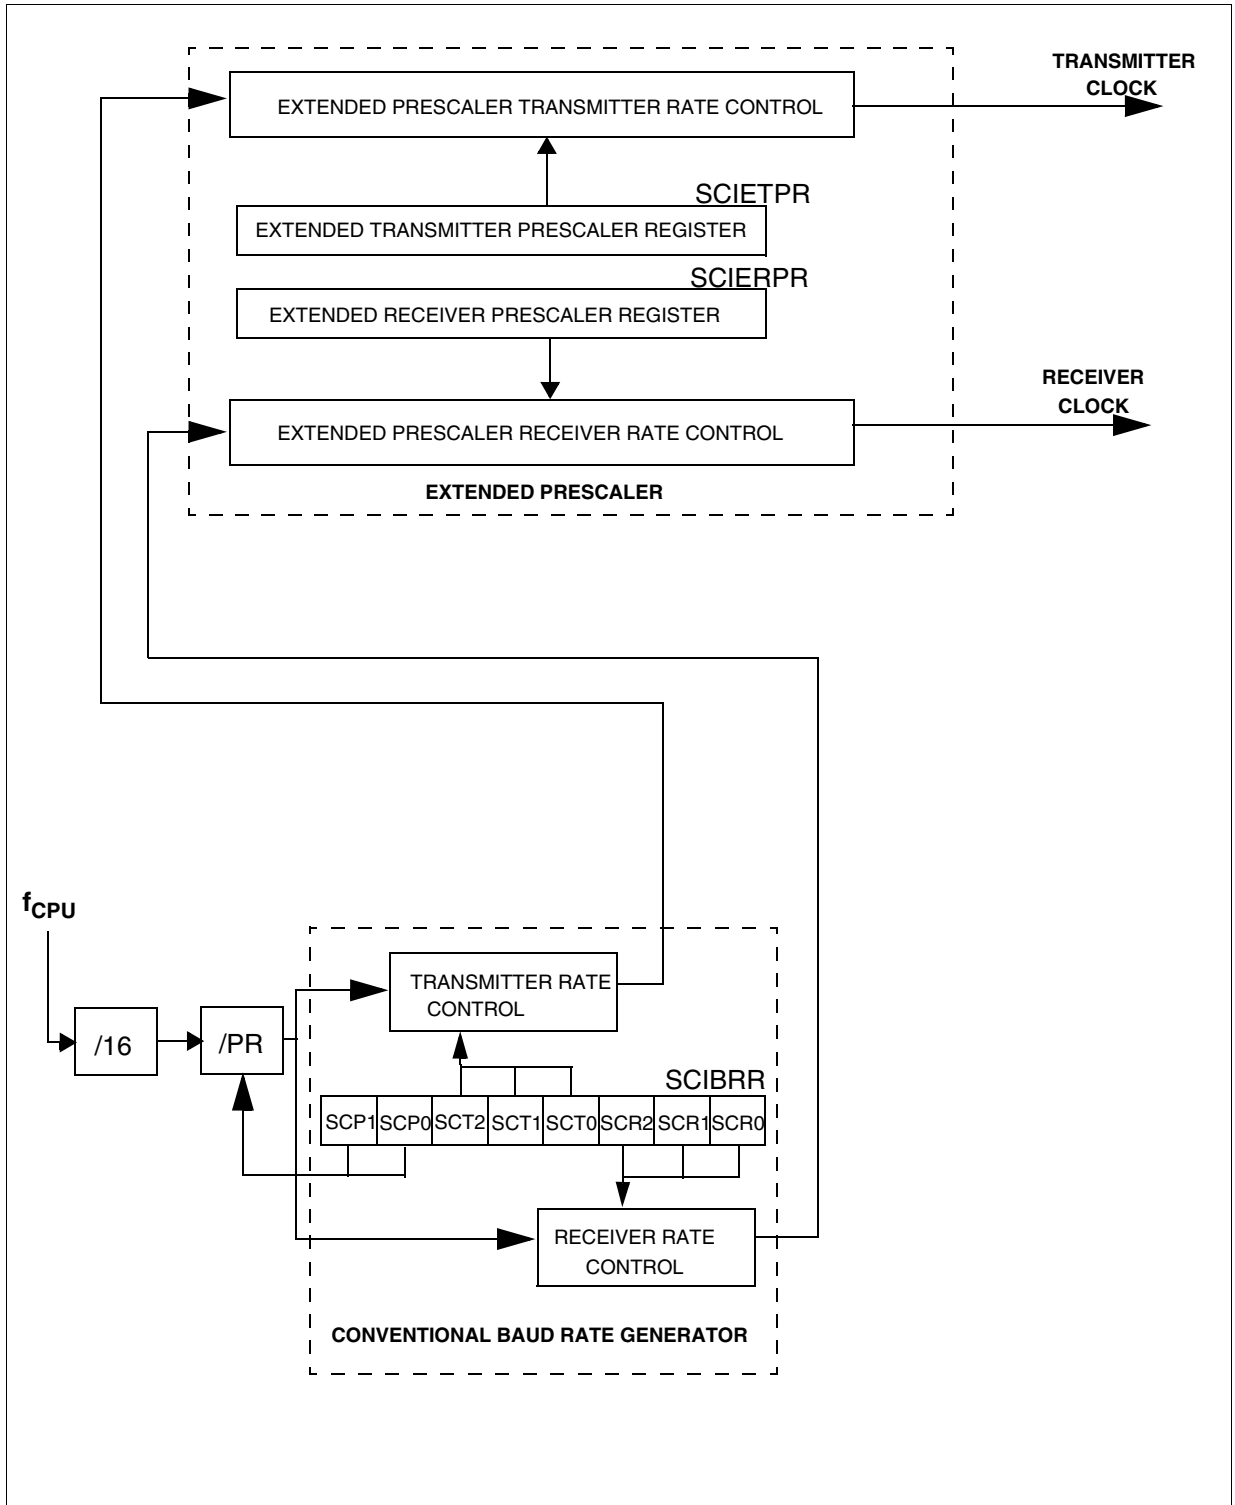 TRANSMITTER
CLOCK
EXTENDED PRESCALER TRANSMITTER RATE CONTROL
SCIETPR
EXTENDED TRANSMITTER PRESCALER REGISTER
SCIERPR
EXTENDED RECEIVER PRESCALER REGISTER
RECEIVER
CLOCK
EXTENDED PRESCALER RECEIVER RATE CONTROL
EXTENDED PRESCALER
fCPU
TRANSMITTER RATE
CONTROL
/16
/PR
SCIBRR
SCP1 SCP0 SCT2 SCT1 SCT0 SCR2 SCR1 SCR0
RECEIVER RATE
CONTROL
CONVENTIONAL BAUD RATE GENERATOR